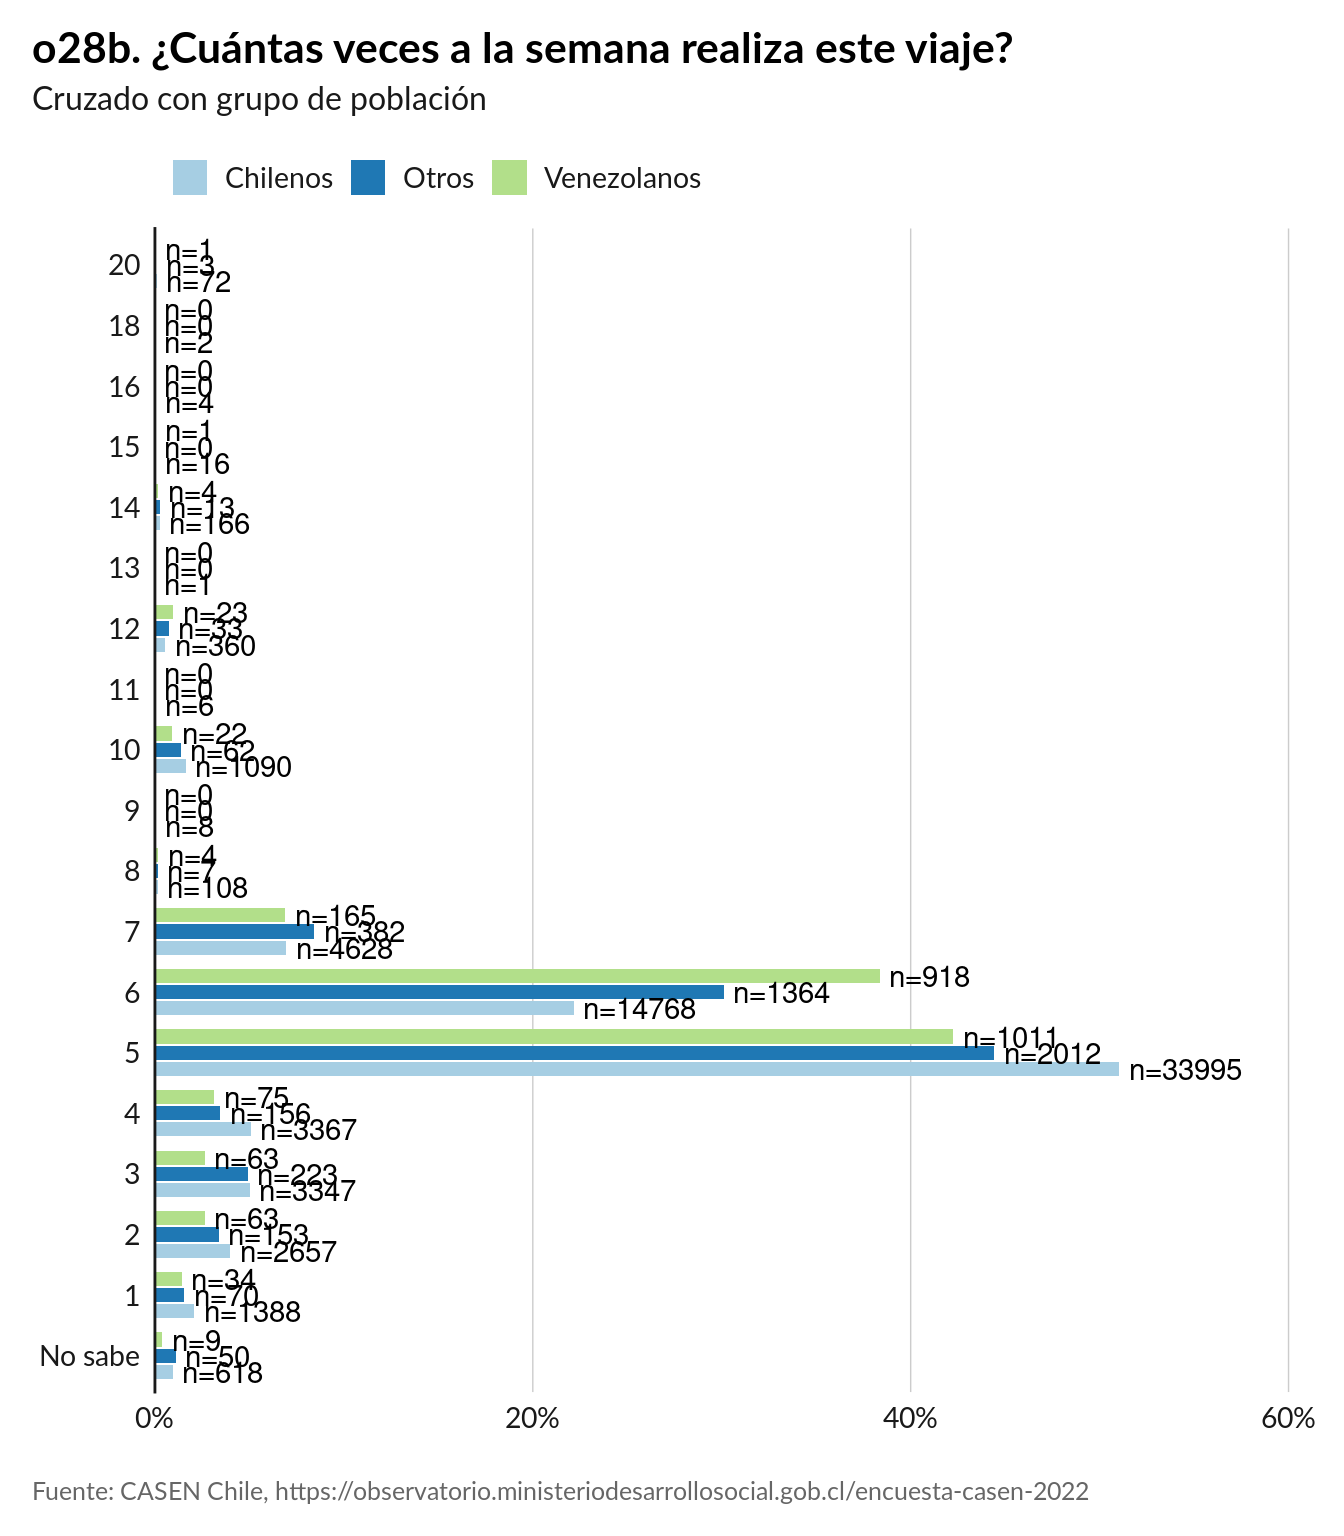 o28b. ¿Cuántas veces a la semana realiza este viaje?
Cruzado con grupo de población
Chilenos Otros Venezolanos
20
n=1
n=3
n=72
18
n=0
n=0
n=2
16
n=0
n=0
n=4
15
n=1
n=0
n=16
14
n=4
n=13
n=166
13
n=0
n=0
n=1
12
n=23
n=33
n=360
11
n=0
n=0
n=6
10
n=22
n=62
n=1090
9
n=0
n=0
n=8
8
n=4
n=7
n=108
7
n=165
n=382
n=4628
6
n=918
n=1364
n=14768
5
n=1011
n=2012
n=33995
4
n=75
n=156
n=3367
3
n=63
n=223
n=3347
2
n=63
n=153
n=2657
1
n=34
n=70
n=1388
No sabe
n=9
n=50
n=618
0% 20% 40% 60%
Fuente: CASEN Chile, https://observatorio.ministeriodesarrollosocial.gob.cl/encuesta-casen-2022